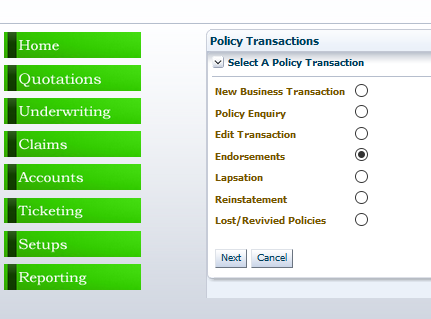 Home
Quotations
Underwriting
Claims
Accounts
Ticketing
Setups
Reporting
Policy Transactions
Select A Policy Transaction
New Business Transaction
Policy Enquiry
Edit Transaction
Endorsements
Lapsation
Reinstatement
Lost/Revivied Policies
Next Cancel